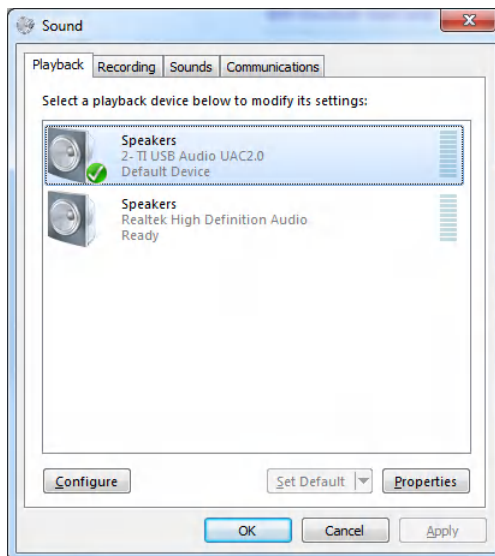 Sound
Playback Recording Sounds Communications
Select a playback device below to modify its settings:
Speakers
2- TI USB Audio UAC2.0
Default Device
Speakers
Realtek High Definition Audio
Ready
Configure Set Default Properties
OK Cancel Apply